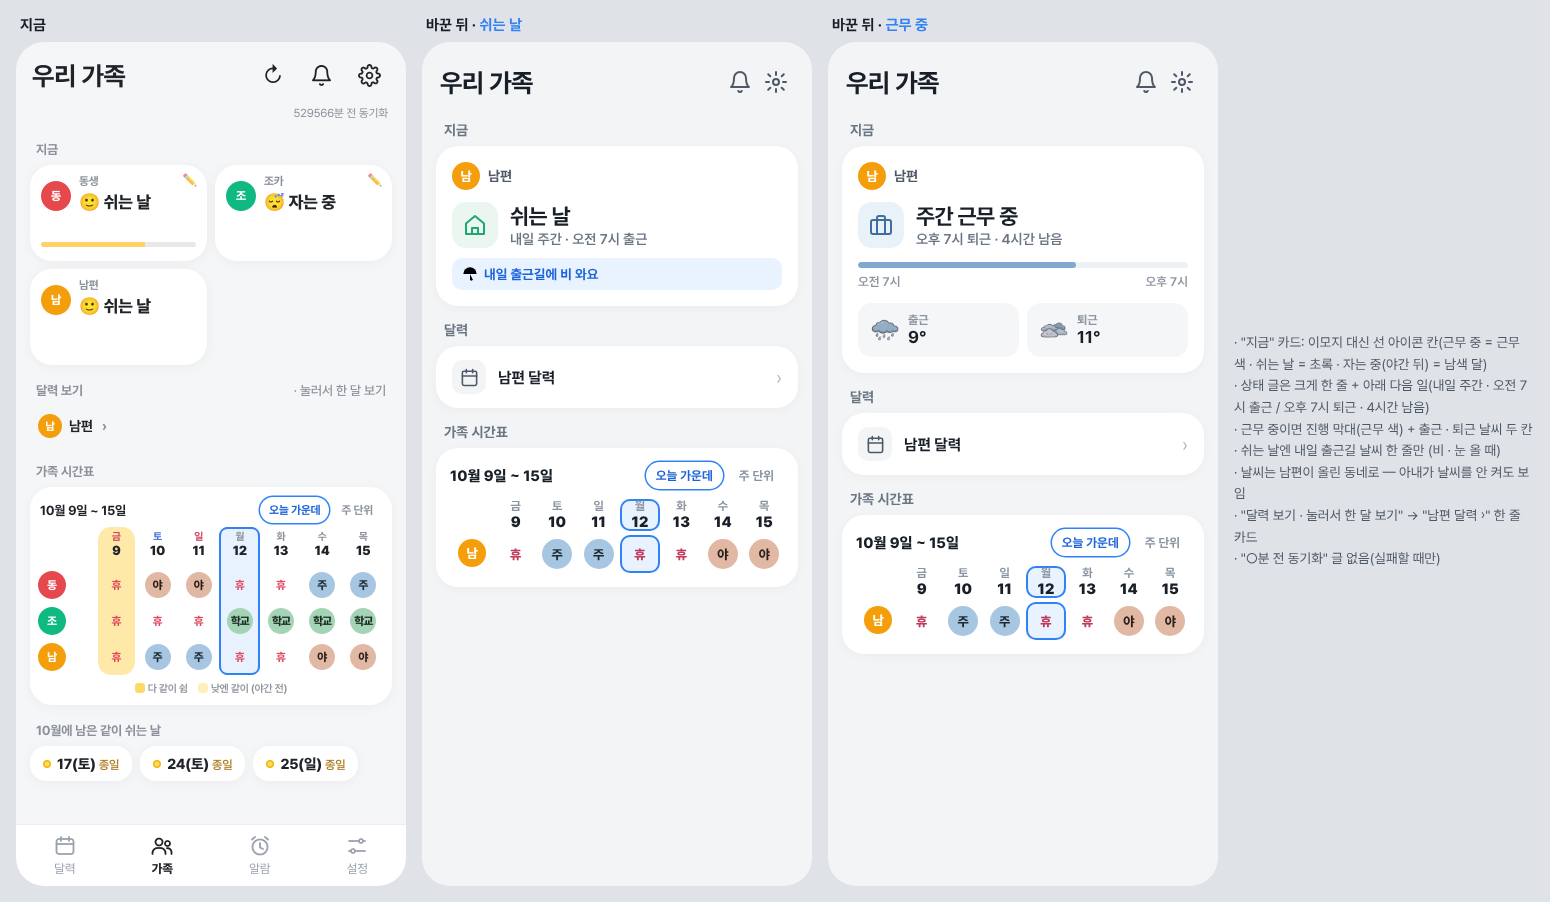 지금
우리 가족
529566분 전 동기화
지금
동
동생
🙂 쉬는 날
✏️
조
조카
😴 자는 중
✏️
남
남편
🙂 쉬는 날
달력 보기
· 눌러서 한 달 보기
남 남편 ›
가족 시간표
10월 9일 ~ 15일
오늘 가운데
주 단위
금 토 일 월 화 수 목
9 10 11 12 13 14 15
동 휴 야 야 휴 휴 주 주
조 휴 휴 휴 학교 학교 학교 학교
남 휴 주 주 휴 휴 야 야
다 같이 쉼 낮엔 같이 (야간 전)
10월에 남은 같이 쉬는 날
17(토) 종일
24(토) 종일
25(일) 종일
달력
가족
알람
설정
바꾼 뒤 · 쉬는 날
우리 가족
지금
남 남편
쉬는 날
내일 주간 · 오전 7시 출근
내일 출근길에 비 와요
달력
남편 달력 ›
가족 시간표
10월 9일 ~ 15일
오늘 가운데
주 단위
금 토 일 월 화 수 목
9 10 11 12 13 14 15
남 휴 주 주 휴 휴 야 야
바꾼 뒤 · 근무 중
우리 가족
지금
남 남편
주간 근무 중
오후 7시 퇴근 · 4시간 남음
오전 7시
오후 7시
출근
9°
퇴근
11°
달력
남편 달력 ›
가족 시간표
10월 9일 ~ 15일
오늘 가운데
주 단위
금 토 일 월 화 수 목
9 10 11 12 13 14 15
남 휴 주 주 휴 휴 야 야
· "지금" 카드: 이모지 대신 선 아이콘 칸(근무 중 = 근무
색 · 쉬는 날 = 초록 · 자는 중(야간 뒤) = 남색 달)
· 상태 글은 크게 한 줄 + 아래 다음 일(내일 주간 · 오전 7
시 출근 / 오후 7시 퇴근 · 4시간 남음)
· 근무 중이면 진행 막대(근무 색) + 출근 · 퇴근 날씨 두 칸
· 쉬는 날엔 내일 출근길 날씨 한 줄만 (비 · 눈 올 때)
· 날씨는 남편이 올린 동네로 — 아내가 날씨를 안 켜도 보
임
· "달력 보기 · 눌러서 한 달 보기" → "남편 달력 ›" 한 줄
카드
· "○분 전 동기화" 글 없음(실패할 때만)